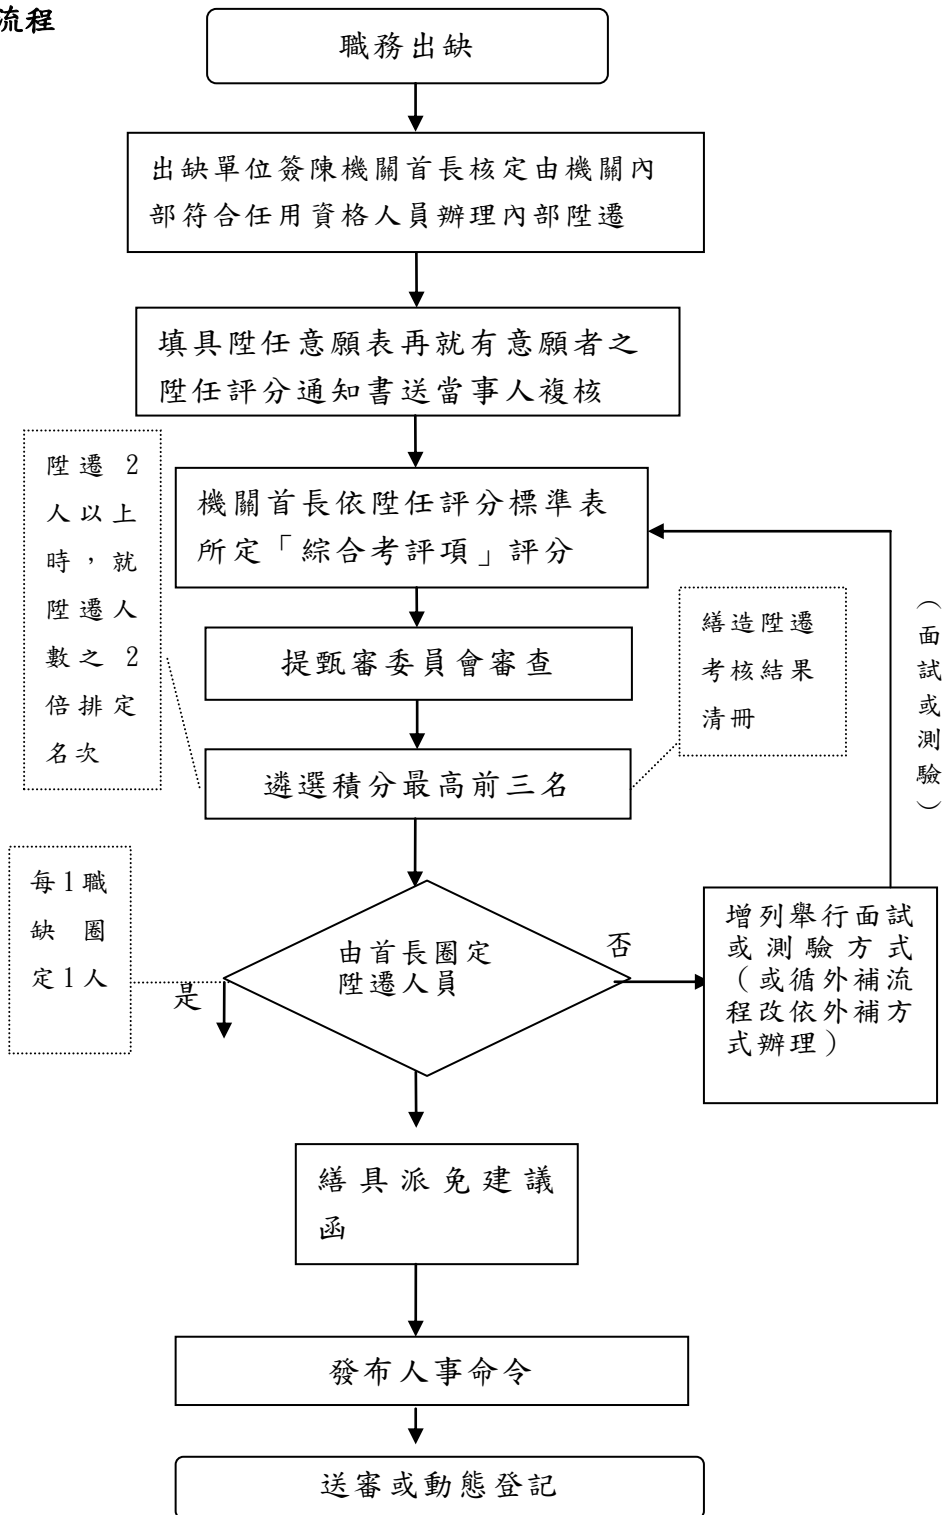 流程
職務出缺
出缺單位簽陳機關首長核定由機關內
部符合任用資格人員辦理內部陞遷
填具陞任意願表再就有意願者之
陞任評分通知書送當事人複核
陞遷 2
人以上
時，就
陞遷人
數之 2
倍排定
名次
機關首長依陞任評分標準表
所定「綜合考評項」評分
提甄審委員會審查
繕造陞遷
考核結果
清冊
（面試或測驗）
遴選積分最高前三名
每1職
缺 圈
定1人
由首長圈定
陞遷人員
是
否
增列舉行面試
或測驗方式
（或循外補流
程改依外補方
式辦理）
繕具派免建議
函
發布人事命令
送審或動態登記